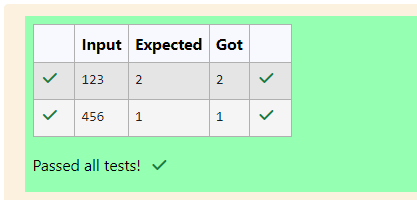 Input Expected Got
123 2 2
456 1 1
Passed all tests!